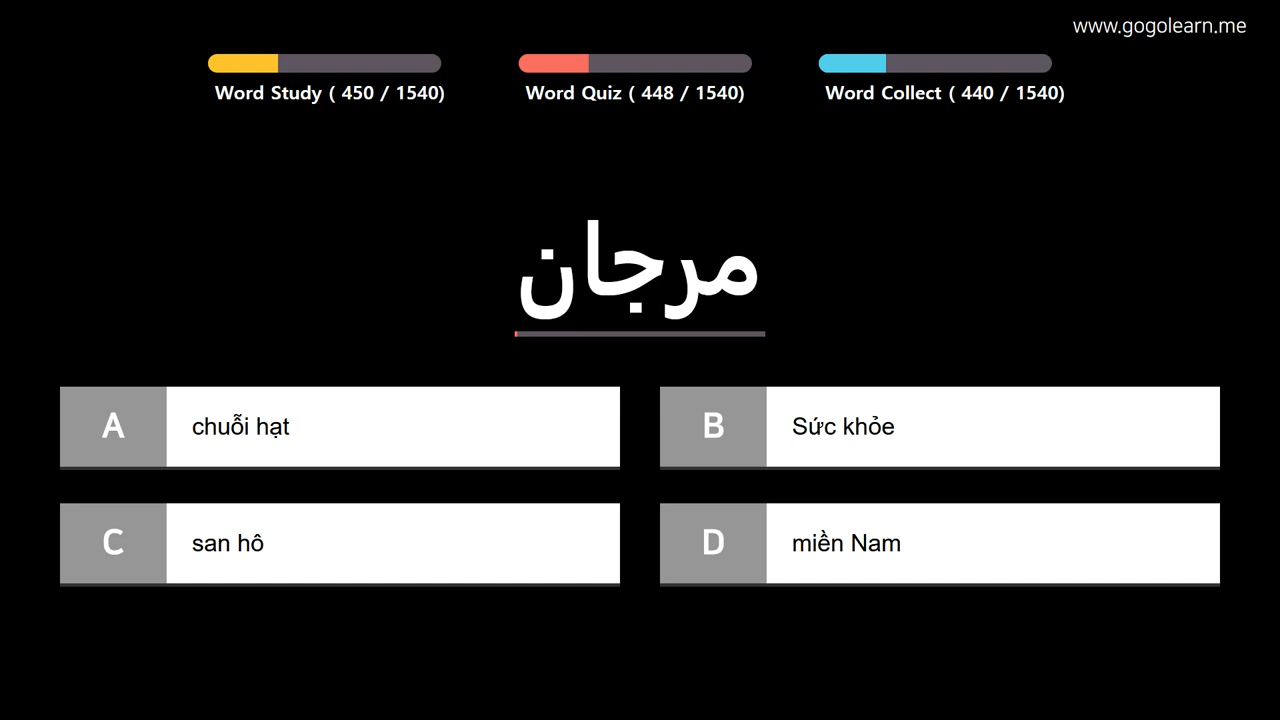 www.gogolearn.me
Word Study ( 450 / 1540)
Word Quiz ( 448 / 1540)
Word Collect ( 440 / 1540)
مرجان
A
chuỗi hạt
B
Sức khỏe
C
san hô
D
miền Nam